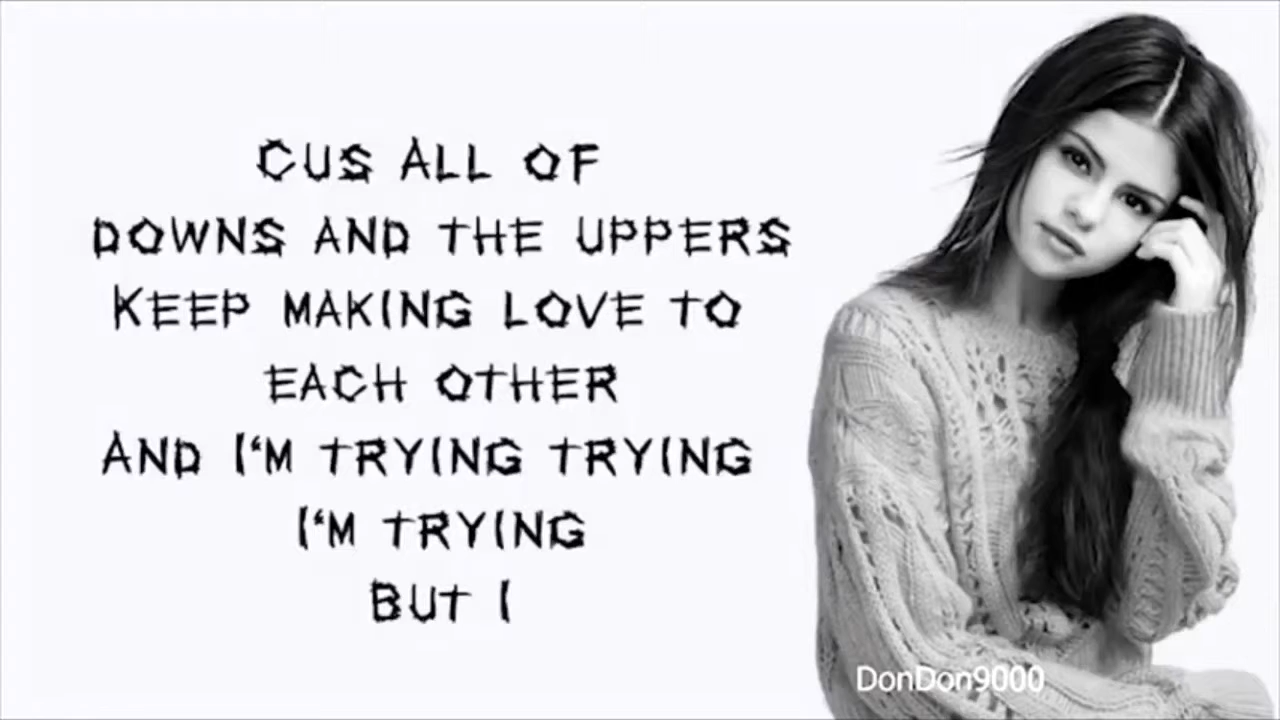 CUS ALL OF
DOWNS AND THE UPPERS
KEEP MAKING LOVE TO
EACH OTHER
AND I'M TRYING TRYING
I'M TRYING
BUT I
DonDon9000